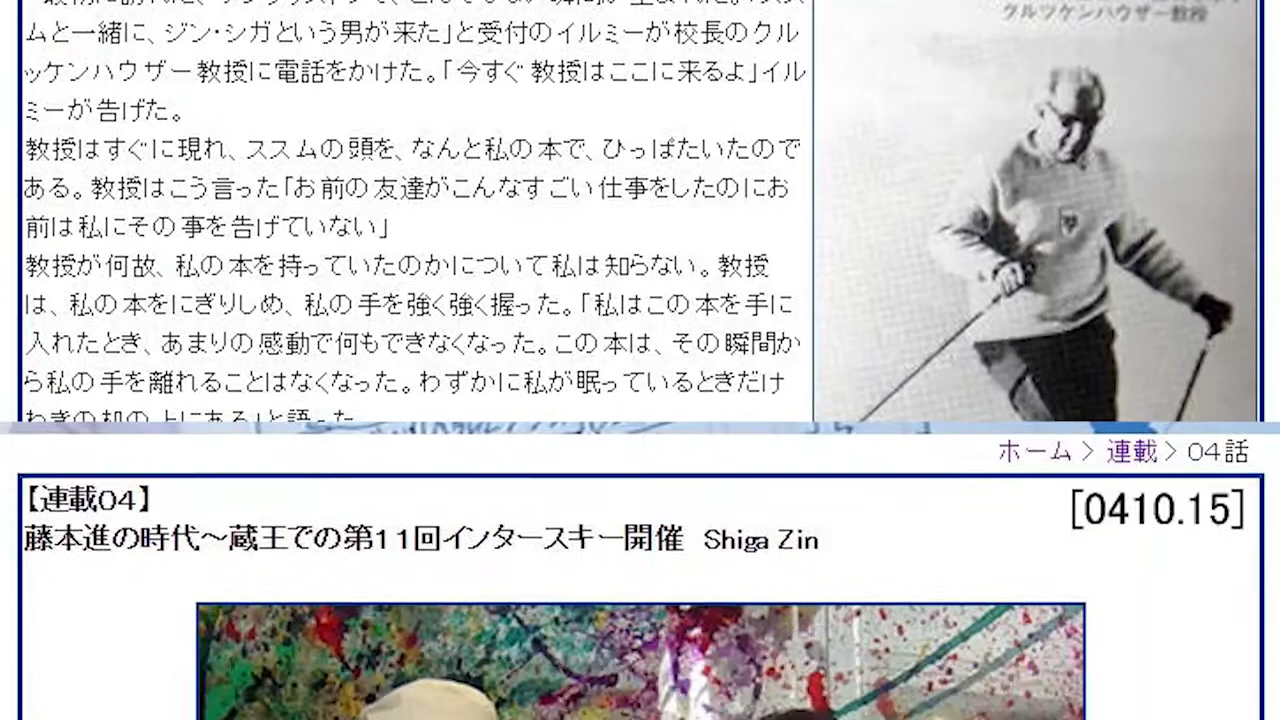 ムと一緒に、ジン・シガという男が来た」と受付のイルミーが校長のクル
ッケンハウザー教授に電話をかけた。「今すぐ教授はここに来るよ」イル
ミーが告げた。
教授はすぐに現れ、ススムの頭を、なんと私の本で、ひっぱたいたので
ある。教授はこう言った「お前の友達がこんなすごい仕事をしたのにお
前は私にその事を告げていない」
教授が何故、私の本を持っていたのかについて私は知らない。教授
は、私の本をにぎりしめ、私の手を強く強く握った。「私はこの本を手に
入れたとき、あまりの感動で何もできなくなった。この本は、その瞬間か
ら私の手を離れることはなくなった。わずかに私が眠っているときだけ
わきの机の上にある」と語った
クルッケンハウザー教授
ホーム > 連載 > 04話
【連載04】
[0410.15]
藤本進の時代～蔵王での第11回インタースキー開催 Shiga Zin